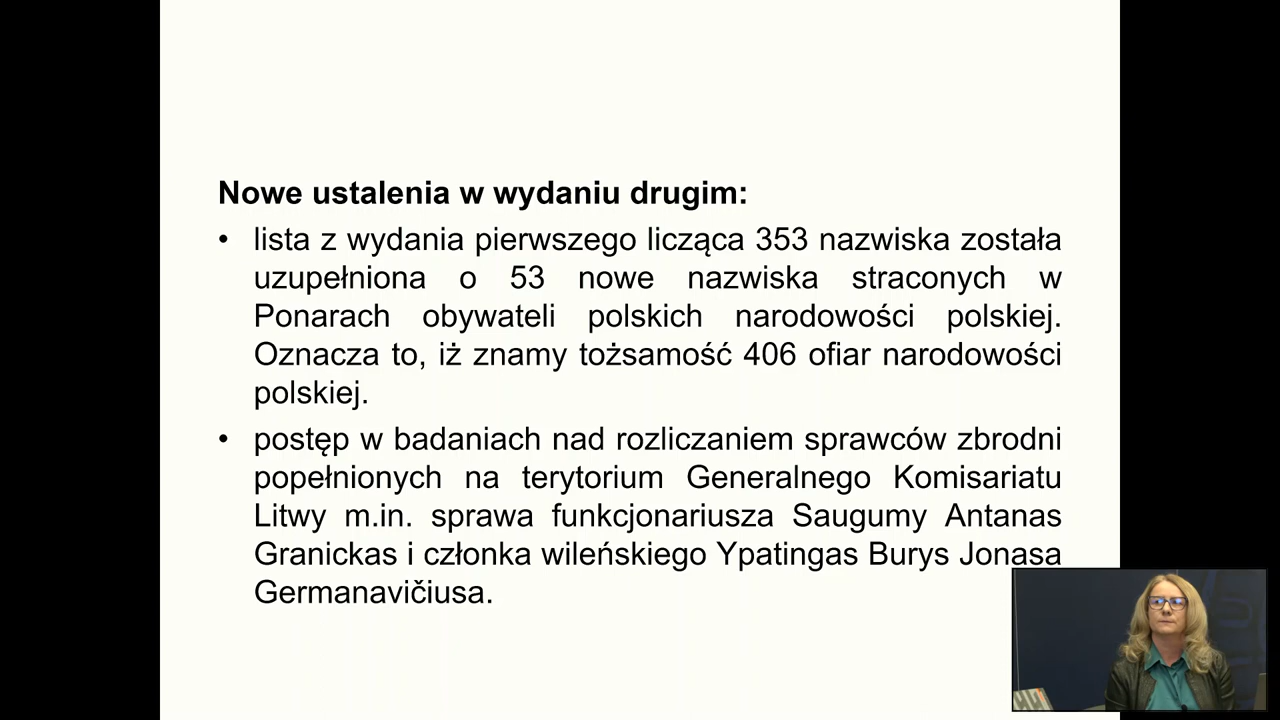 Nowe ustalenia w wydaniu drugim:
• lista z wydania pierwszego licząca 353 nazwiska została
uzupełniona o 53 nowe nazwiska straconych w
Ponarach obywateli polskich narodowości polskiej.
Oznacza to, iż znamy tożsamość 406 ofiar narodowości
polskiej.
• postęp w badaniach nad rozliczaniem sprawców zbrodni
popełnionych na terytorium Generalnego Komisariatu
Litwy m.in. sprawa funkcjonariusza Saugumy Antanas
Granickas i członka wileńskiego Ypatingas Burys Jonasa
Germanavičiusa.